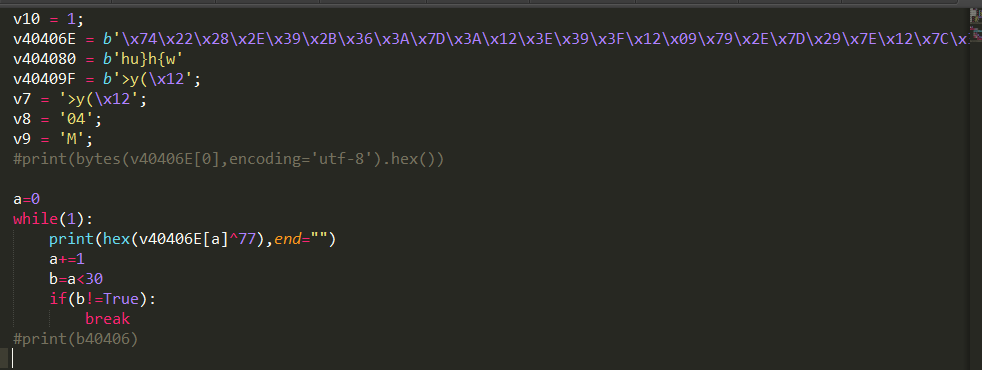 v10 = 1;
v40406E = b'\x74\x22\x28\x2E\x39\x2B\x36\x3A\x7D\x3A\x12\x3E\x39\x3F\x12\x09\x79\x2E\x7D\x29\x7E\x12\x7C\x
v404080 = b'hu}h{w'
v40409F = b'>y(\x12';
v7 = '>y(\x12';
v8 = '04';
v9 = 'M';
#print(bytes(v40406E[0],encoding='utf-8').hex())
a=0
while(1):
    print(hex(v40406E[a]^77),end="")
    a+=1
    b=a<30
    if(b!=True):
        break
#print(b40406)